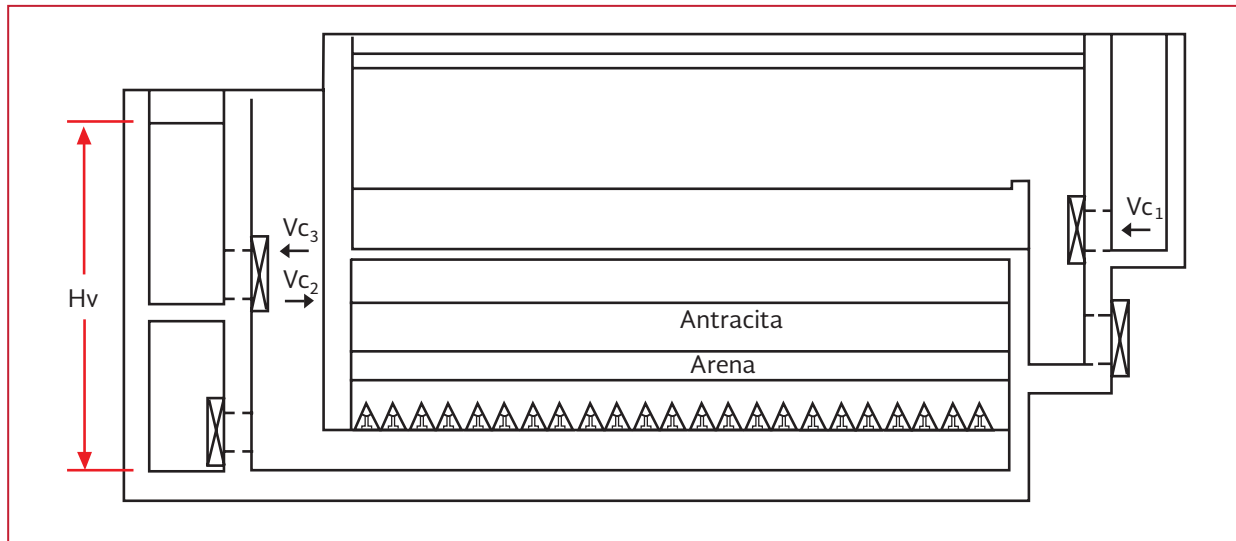 Vc₁
Vc₃
Vc₂
Hv
Antracita
Arena